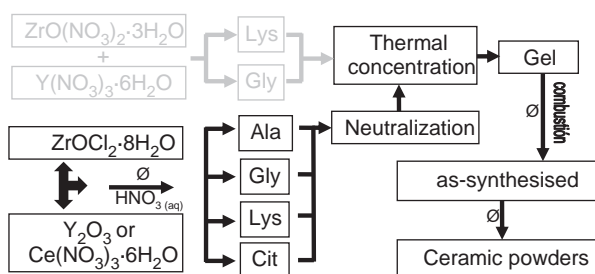 ZrO(NO₃)₂·3H₂O
+
Y(NO₃)₃·6H₂O
Lys
Gly
Thermal
concentration
Gel
Ø
combustion
ZrOCl₂·8H₂O
Ø
HNO₃ (aq)
Y₂O₃ or
Ce(NO₃)₃·6H₂O
Ala
Gly
Lys
Cit
Neutralization
as-synthesised
Ø
Ceramic powders